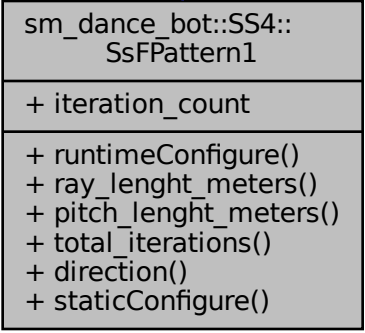 sm_dance_bot::SS4::
SsFPattern1
+ iteration_count
+ runtimeConfigure()
+ ray_lenght_meters()
+ pitch_lenght_meters()
+ total_iterations()
+ direction()
+ staticConfigure()